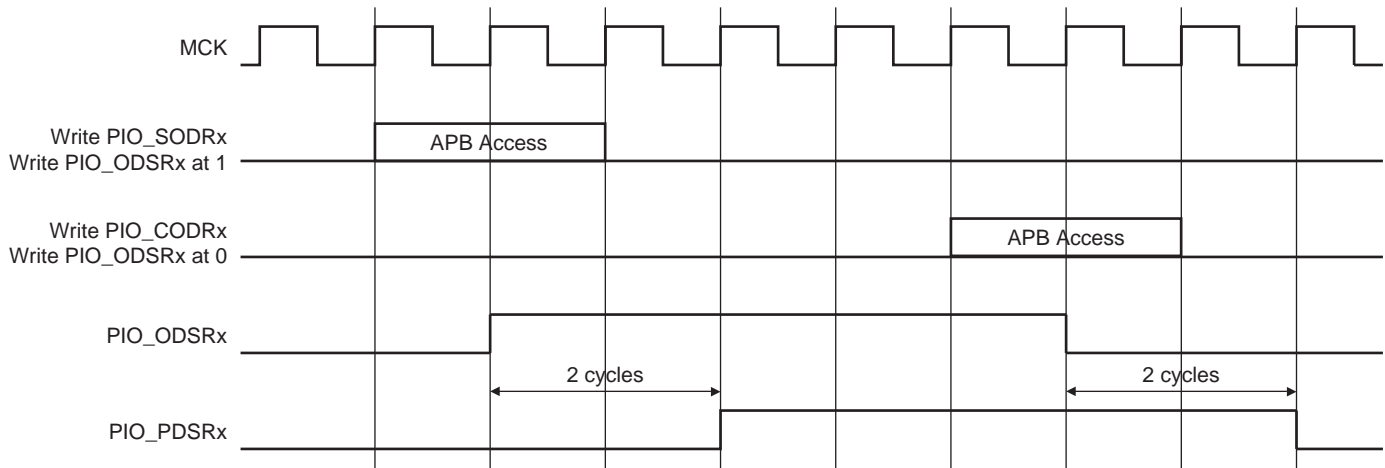 MCK
Write PIO_SODRx
Write PIO_ODSRx at 1
APB Access
Write PIO_CODRx
Write PIO_ODSRx at 0
APB Access
PIO_ODSRx
2 cycles
2 cycles
PIO_PDSRx